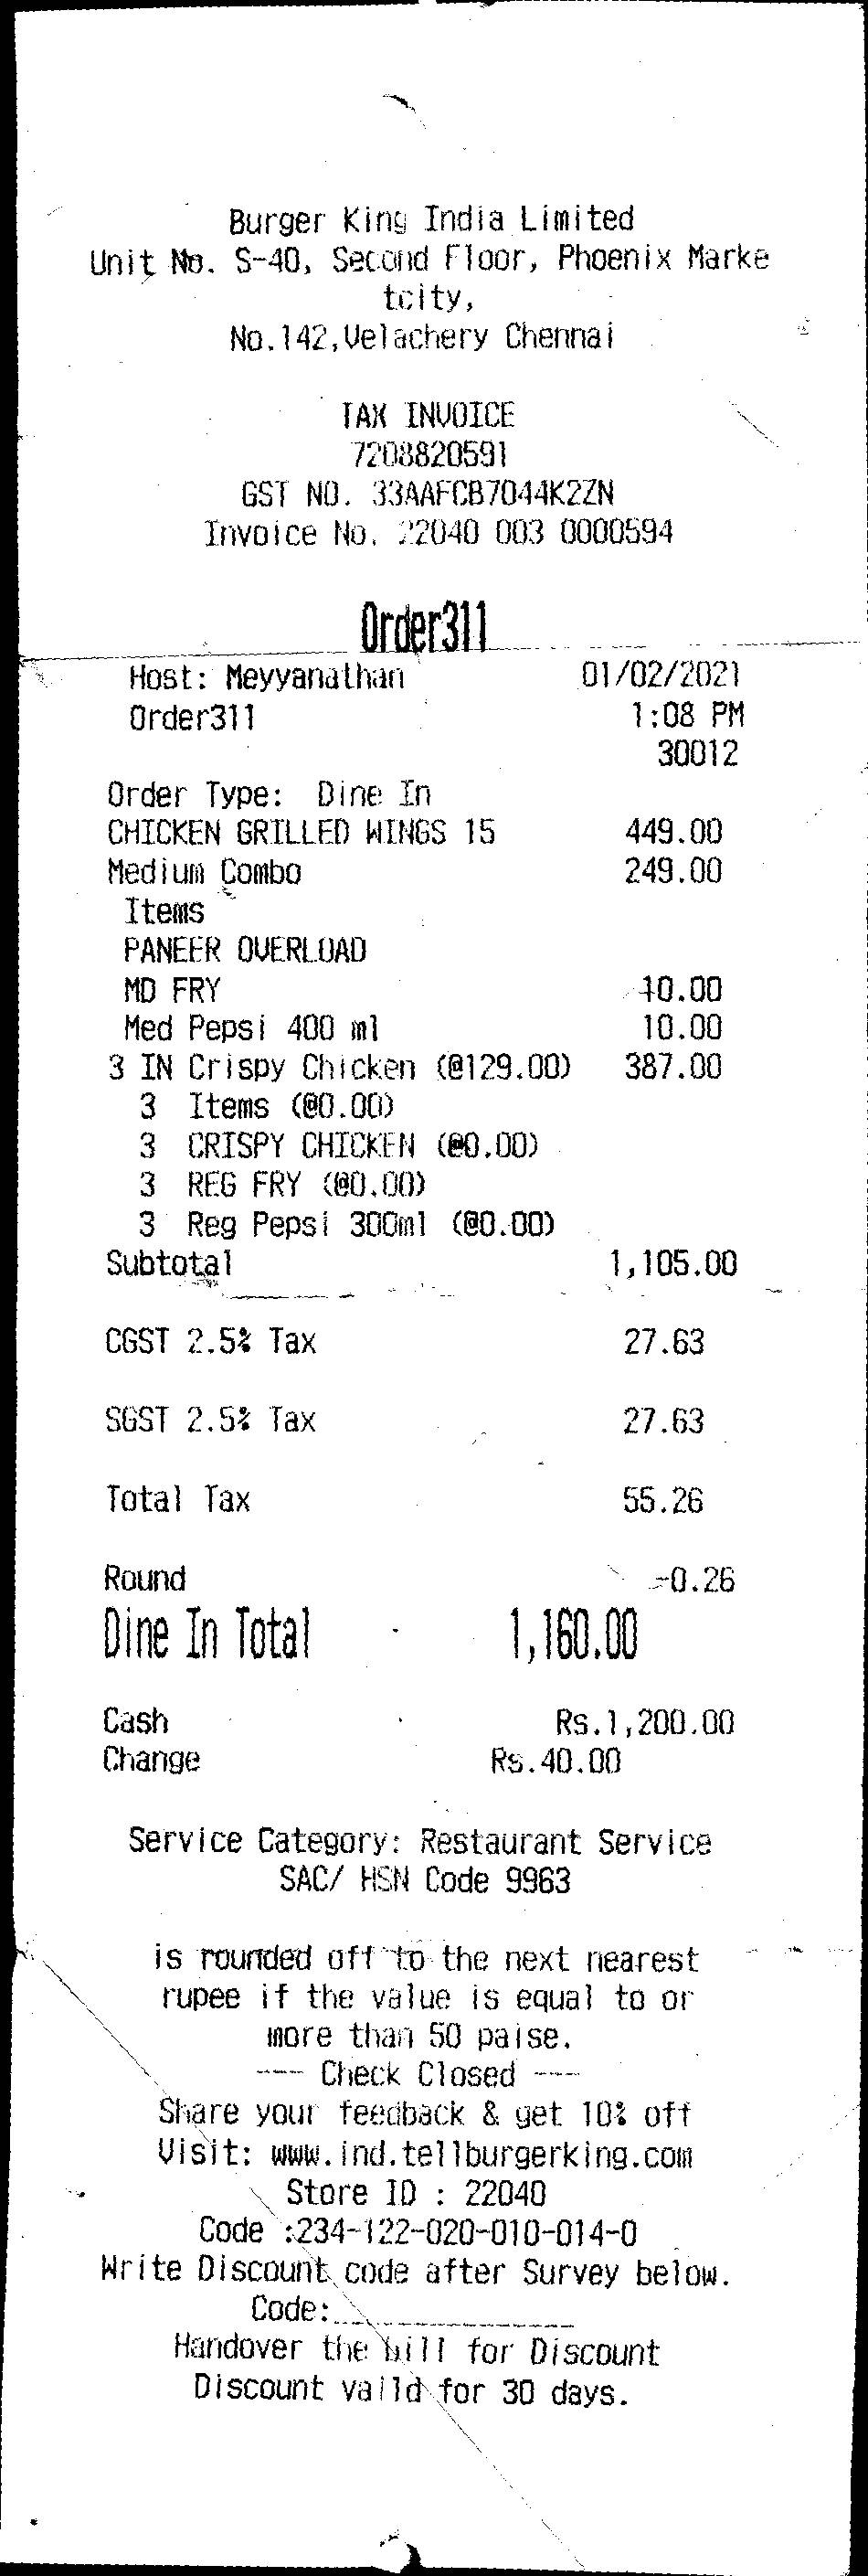 Burger King India Limited
Unit No. S-40, Second Floor, Phoenix Marke
tcity,
No.142,Velachery Chennai
TAX INVOICE
7208820591
GST NO. 33AAFCB7044K2ZN
Invoice No. 22040 003 0000594
Order311
Host: Meyyanathan 01/02/2021
Order311 1:08 PM
30012
Order Type: Dine In
CHICKEN GRILLED WINGS 15 449.00
Medium Combo 249.00
Items
PANEER OVERLOAD
MD FRY 10.00
Med Pepsi 400 ml 10.00
3 IN Crispy Chicken (@129.00) 387.00
3 Items (@0.00)
3 CRISPY CHICKEN (@0.00)
3 REG FRY (@0.00)
3 Reg Pepsi 300ml (@0.00)
Subtotal 1,105.00
CGST 2.5% Tax 27.63
SGST 2.5% Tax 27.63
Total Tax 55.26
Round -0.26
Dine In Total 1,160.00
Cash Rs.1,200.00
Change Rs.40.00
Service Category: Restaurant Service
SAC/ HSN Code 9963
is rounded off to the next nearest
rupee if the value is equal to or
more than 50 paise.
--- Check Closed ---
Share your feedback & get 10% off
Visit: www.ind.tellburgerking.com
Store ID : 22040
Code :234-122-020-010-014-0
Write Discount code after Survey below.
Code:_______________
Handover the bill for Discount
Discount vaild for 30 days.